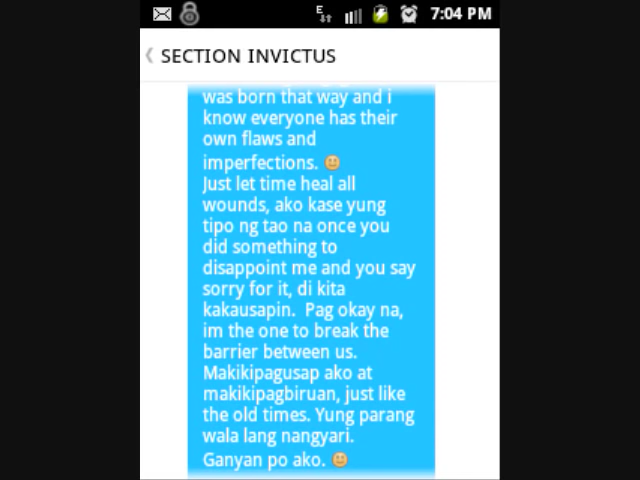 E
7:04 PM
SECTION INVICTUS
was born that way and i
know everyone has their
own flaws and
imperfections.
Just let time heal all
wounds, ako kase yung
tipo ng tao na once you
did something to
disappoint me and you say
sorry for it, di kita
kakausapin. Pag okay na,
im the one to break the
barrier between us.
Makikipagusap ako at
makikipagbiruan, just like
the old times. Yung parang
wala lang nangyari.
Ganyan po ako.